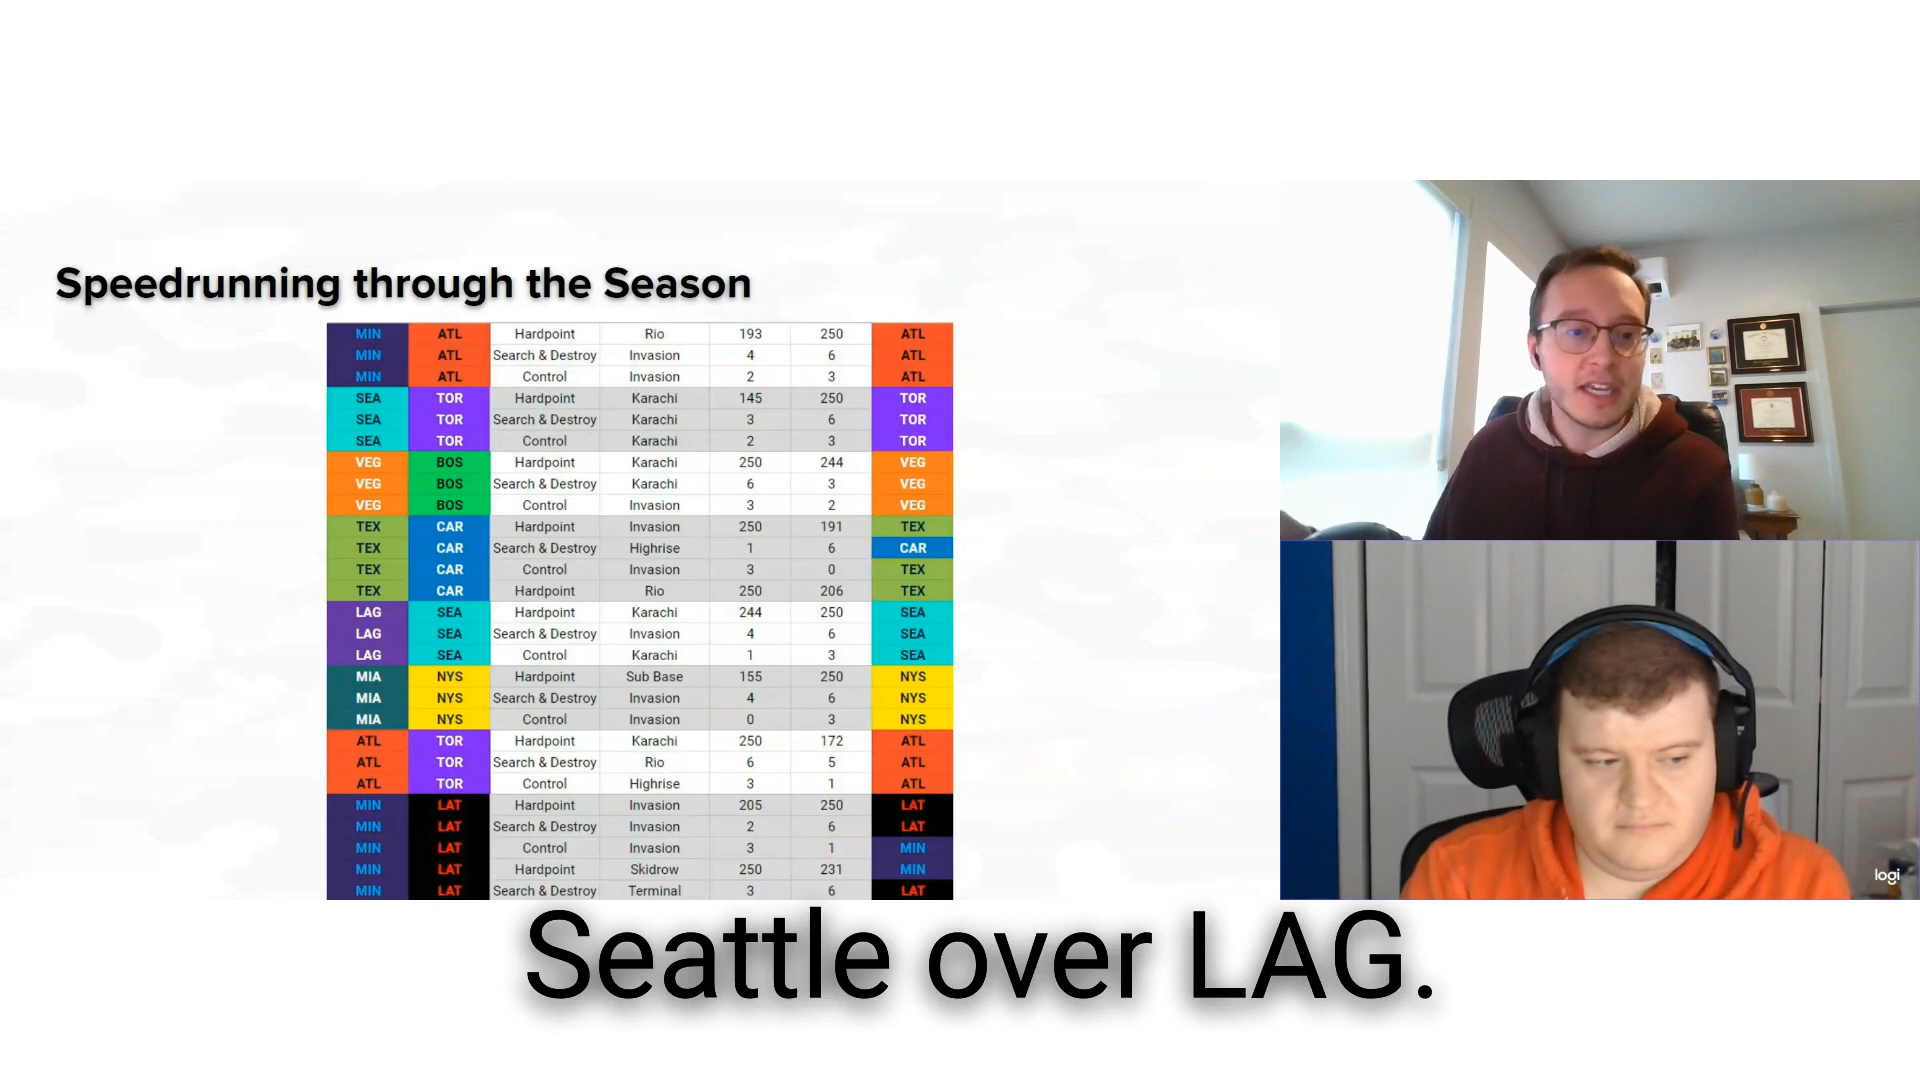 Speedrunning through the Season
MIN ATL Hardpoint Rio 193 250 ATL
MIN ATL Search & Destroy Invasion 4 6 ATL
MIN ATL Control Invasion 2 3 ATL
SEA TOR Hardpoint Karachi 145 250 TOR
SEA TOR Search & Destroy Karachi 3 6 TOR
SEA TOR Control Karachi 2 3 TOR
VEG BOS Hardpoint Karachi 250 244 VEG
VEG BOS Search & Destroy Karachi 6 3 VEG
VEG BOS Control Invasion 3 2 VEG
TEX CAR Hardpoint Invasion 250 191 TEX
TEX CAR Search & Destroy Highrise 1 6 CAR
TEX CAR Control Invasion 3 0 TEX
TEX CAR Hardpoint Rio 250 206 TEX
LAG SEA Hardpoint Karachi 244 250 SEA
LAG SEA Search & Destroy Invasion 4 6 SEA
LAG SEA Control Karachi 1 3 SEA
MIA NYS Hardpoint Sub Base 155 250 NYS
MIA NYS Search & Destroy Invasion 4 6 NYS
MIA NYS Control Invasion 0 3 NYS
ATL TOR Hardpoint Karachi 250 172 ATL
ATL TOR Search & Destroy Rio 6 5 ATL
ATL TOR Control Highrise 3 1 ATL
MIN LAT Hardpoint Invasion 205 250 LAT
MIN LAT Search & Destroy Invasion 2 6 LAT
MIN LAT Control Invasion 3 1 MIN
MIN LAT Hardpoint Skidrow 250 231 MIN
MIN LAT Search & Destroy Terminal 3 6 LAT
logi
Seattle over LAG.